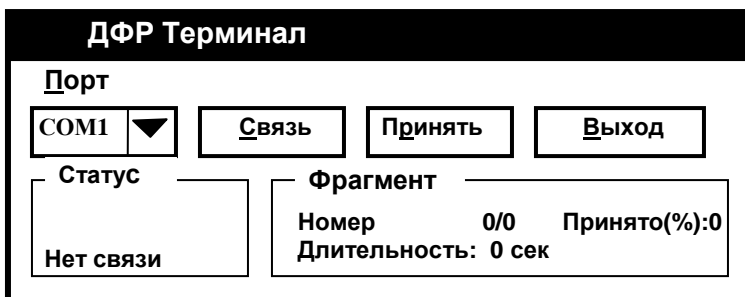 ДФР Терминал
Порт
COM1 Связь Принять Выход
Статус Фрагмент
Номер 0/0 Принято(%):0
Длительность: 0 сек
Нет связи